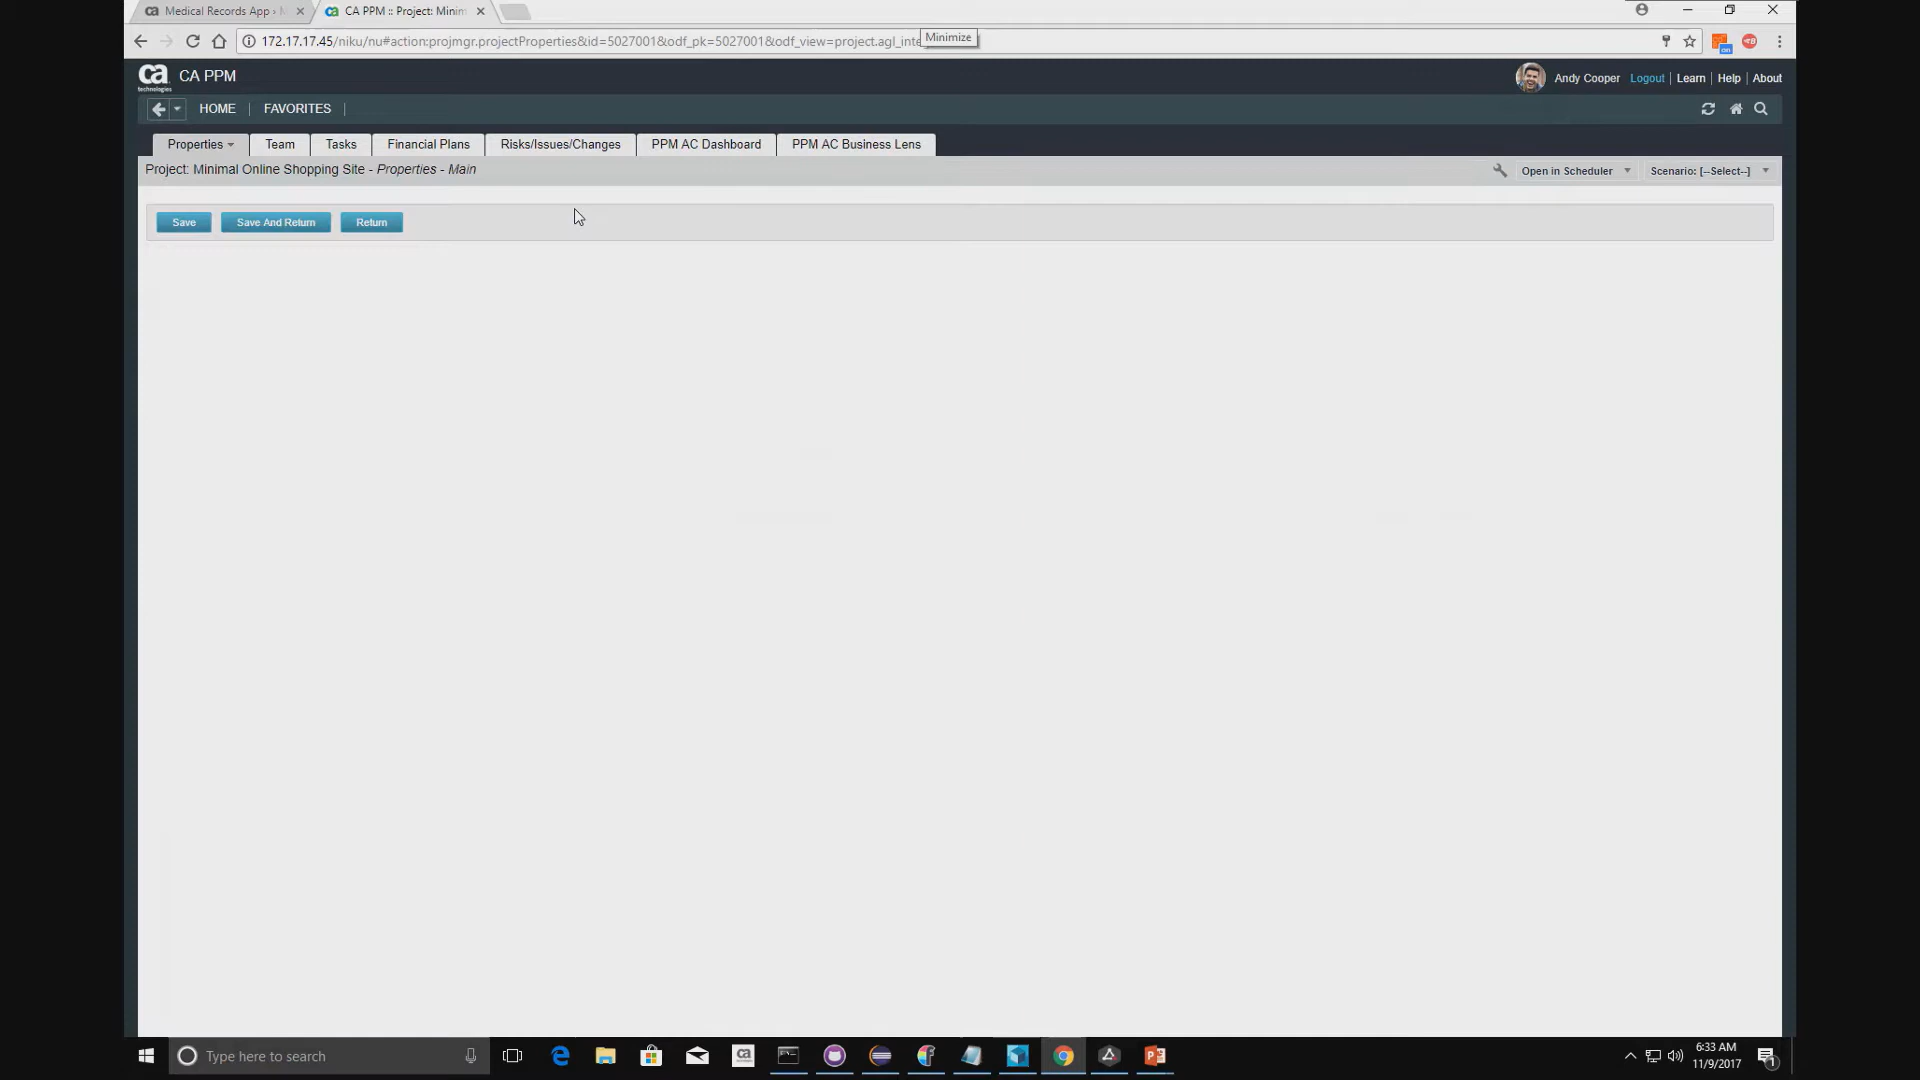 Medical Records App › M
CA PPM :: Project: Minim
172.17.17.45/niku/nu#action:projmgr.projectProperties&id=5027001&odf_pk=5027001&odf_view=project.agl_inte
Minimize
ca technologies
CA PPM
Andy Cooper Logout | Learn | Help | About
HOME | FAVORITES |
Properties Team Tasks Financial Plans Risks/Issues/Changes PPM AC Dashboard PPM AC Business Lens
Project: Minimal Online Shopping Site - Properties - Main
Open in Scheduler Scenario: [--Select--]
Save Save And Return Return
Type here to search
6:33 AM
11/9/2017